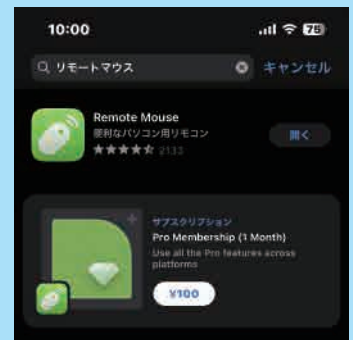 10:00
75
リモートマウス
キャンセル
Remote Mouse
便利なパソコン用リモコン
2133
開く
サブスクリプション
Pro Membership (1 Month)
Use all the Pro features across
platforms
¥100